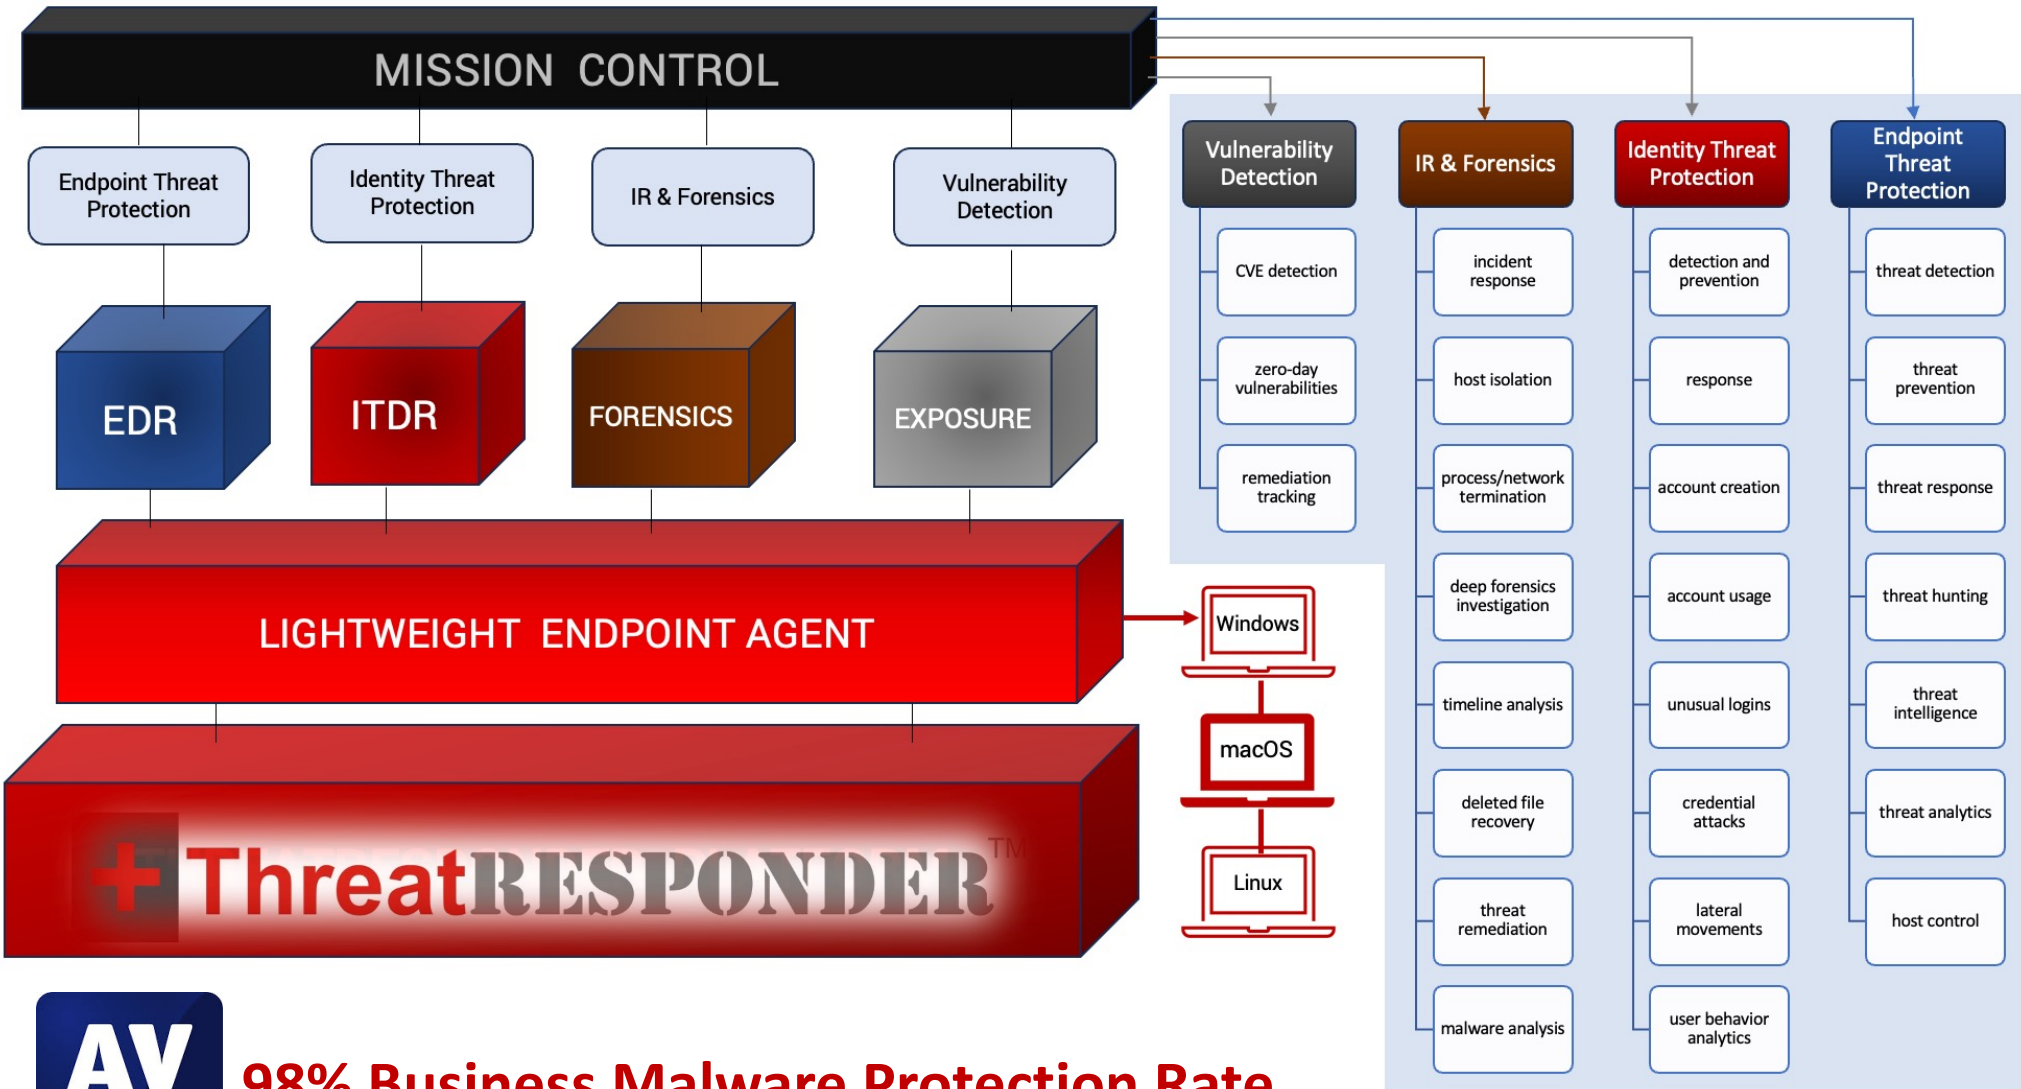 MISSION CONTROL
Endpoint Threat
Protection
Identity Threat
Protection
IR & Forensics
Vulnerability
Detection
EDR
ITDR
FORENSICS
EXPOSURE
LIGHTWEIGHT ENDPOINT AGENT
ThreatRESPONDER™
Windows
macOS
Linux
Vulnerability
Detection
CVE detection
zero-day
vulnerabilities
remediation
tracking
IR & Forensics
incident
response
host isolation
process/network
termination
deep forensics
investigation
timeline analysis
deleted file
recovery
threat
remediation
malware analysis
Identity Threat
Protection
detection and
prevention
response
account creation
account usage
unusual logins
credential
attacks
lateral
movements
user behavior
analytics
Endpoint
Threat
Protection
threat detection
threat
prevention
threat response
threat hunting
threat
intelligence
threat analytics
host control
AV
98% Business Malware Protection Rate